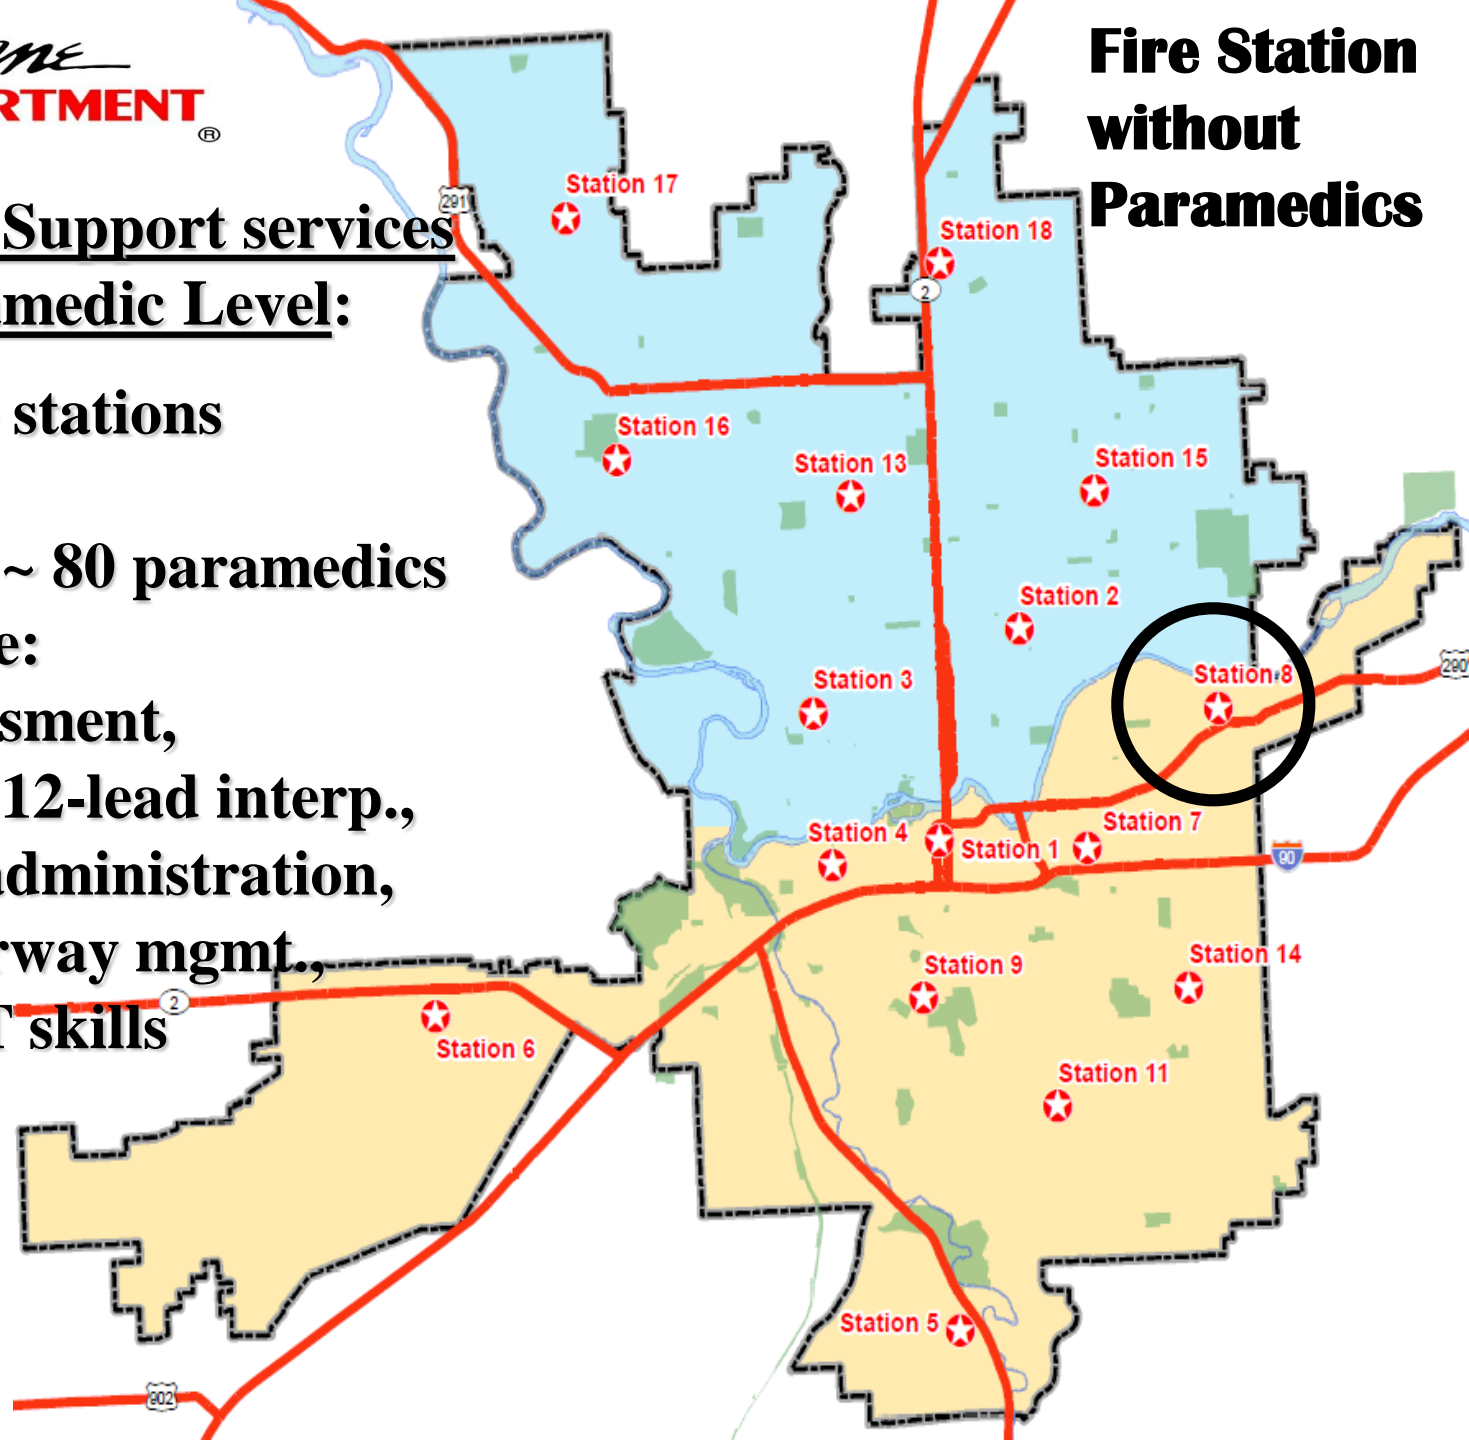 Fire Station
without
Paramedics
RTMENT
®
Support services
medic Level:
stations
~ 80 paramedics
e:
sment,
12-lead interp.,
administration,
rway mgmt.,
T skills
Station 17
291
Station 18
2
Station 16
Station 13
Station 15
Station 2
Station 3
Station 8
290
Station 4
Station 1
Station 7
90
Station 9
Station 14
2
Station 6
Station 11
Station 5
902